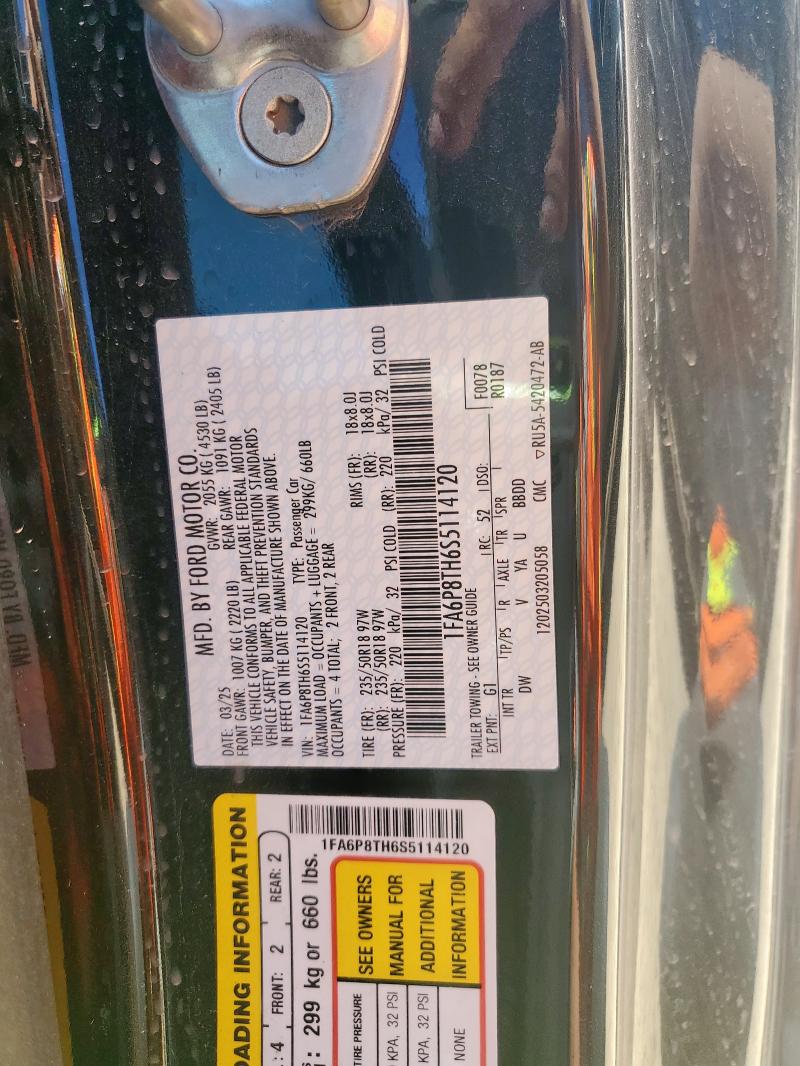 MFD. BY FORD MOTOR CO.
DATE: 03/25 GVWR: 2055 KG ( 4530 LB)
FRONT GAWR: 1007 KG ( 2220 LB) REAR GAWR: 1091 KG ( 2405 LB)
THIS VEHICLE CONFORMS TO ALL APPLICABLE FEDERAL MOTOR
VEHICLE SAFETY, BUMPER, AND THEFT PREVENTION STANDARDS
IN EFFECT ON THE DATE OF MANUFACTURE SHOWN ABOVE.
VIN: 1FA6P8TH6S5114120 TYPE: Passenger Car
MAXIMUM LOAD = OCCUPANTS + LUGGAGE = 299KG/ 660LB
OCCUPANTS = 4 TOTAL; 2 FRONT, 2 REAR
TIRE (FR): 235/50R18 97W RIMS (FR): 18x8.0J
(RR): 235/50R18 97W (RR): 18x8.0J
PRESSURE (FR): 220 kPa/ 32 PSI COLD (RR): 220 kPa/ 32 PSI COLD
1FA6P8TH6S5114120
TRAILER TOWING - SEE OWNER GUIDE F0078
EXT PNT: G1 RC: 52 DSO: R0187
INT TR TP/PS R AXLE TR SPR
DW V YA U BBDD
1202503205058 CMC ▽RU5A-5420472-AB
OADING INFORMATION
: 4 FRONT: 2 REAR: 2
: 299 kg or 660 lbs.
1FA6P8TH6S5114120
TIRE PRESSURE
KPA, 32 PSI
KPA, 32 PSI
NONE
SEE OWNERS
MANUAL FOR
ADDITIONAL
INFORMATION